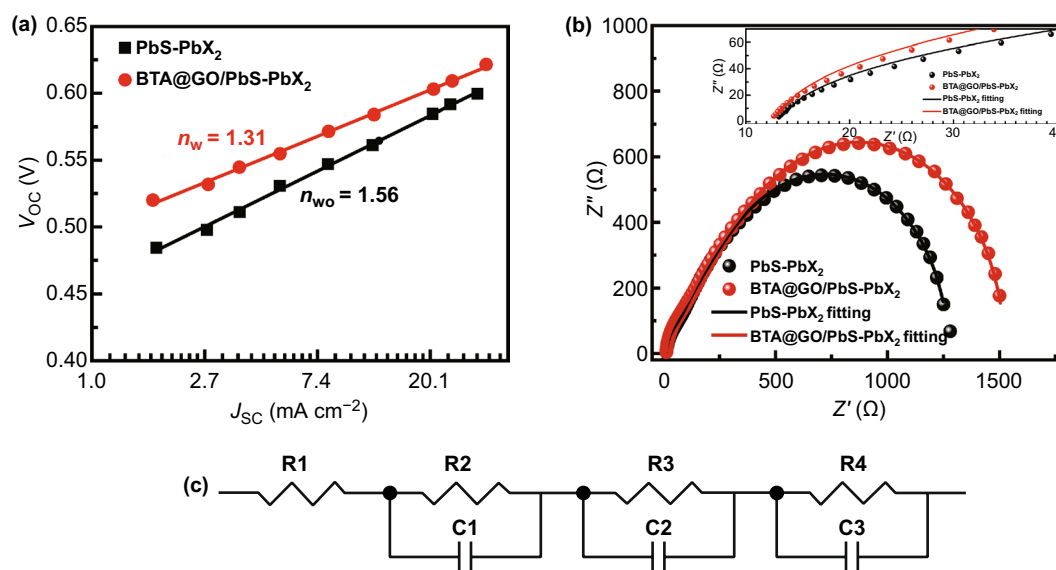 (a)
0.65
0.60
0.55
0.50
0.45
0.40
V_OC (V)
PbS-PbX₂
BTA@GO/PbS-PbX₂
n_w = 1.31
n_wo = 1.56
1.0 2.7 7.4 20.1
J_SC (mA cm⁻²)
(b)
1000
800
600
400
200
0
Z″ (Ω)
60
40
20
0
Z″ (Ω)
PbS-PbX₂
BTA@GO/PbS-PbX₂
PbS-PbX₂ fitting
BTA@GO/PbS-PbX₂ fitting
10 20 30
Z′ (Ω)
PbS-PbX₂
BTA@GO/PbS-PbX₂
PbS-PbX₂ fitting
BTA@GO/PbS-PbX₂ fitting
0 500 1000 1500
Z′ (Ω)
(c)
R1 R2 R3 R4
C1 C2 C3